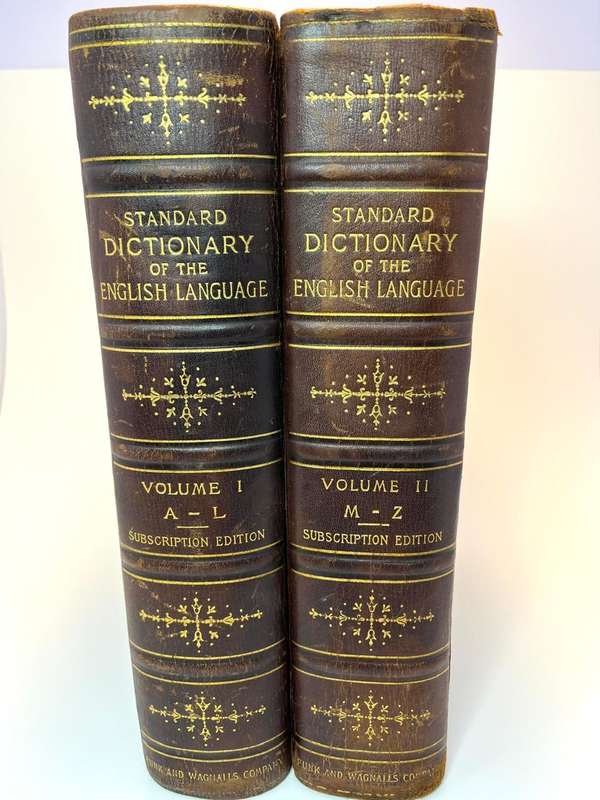 STANDARD
DICTIONARY
OF THE
ENGLISH LANGUAGE
VOLUME I
A - L
SUBSCRIPTION EDITION
FUNK AND WAGNALLS COMPANY
STANDARD
DICTIONARY
OF THE
ENGLISH LANGUAGE
VOLUME II
M - Z
SUBSCRIPTION EDITION
FUNK AND WAGNALLS COMPANY